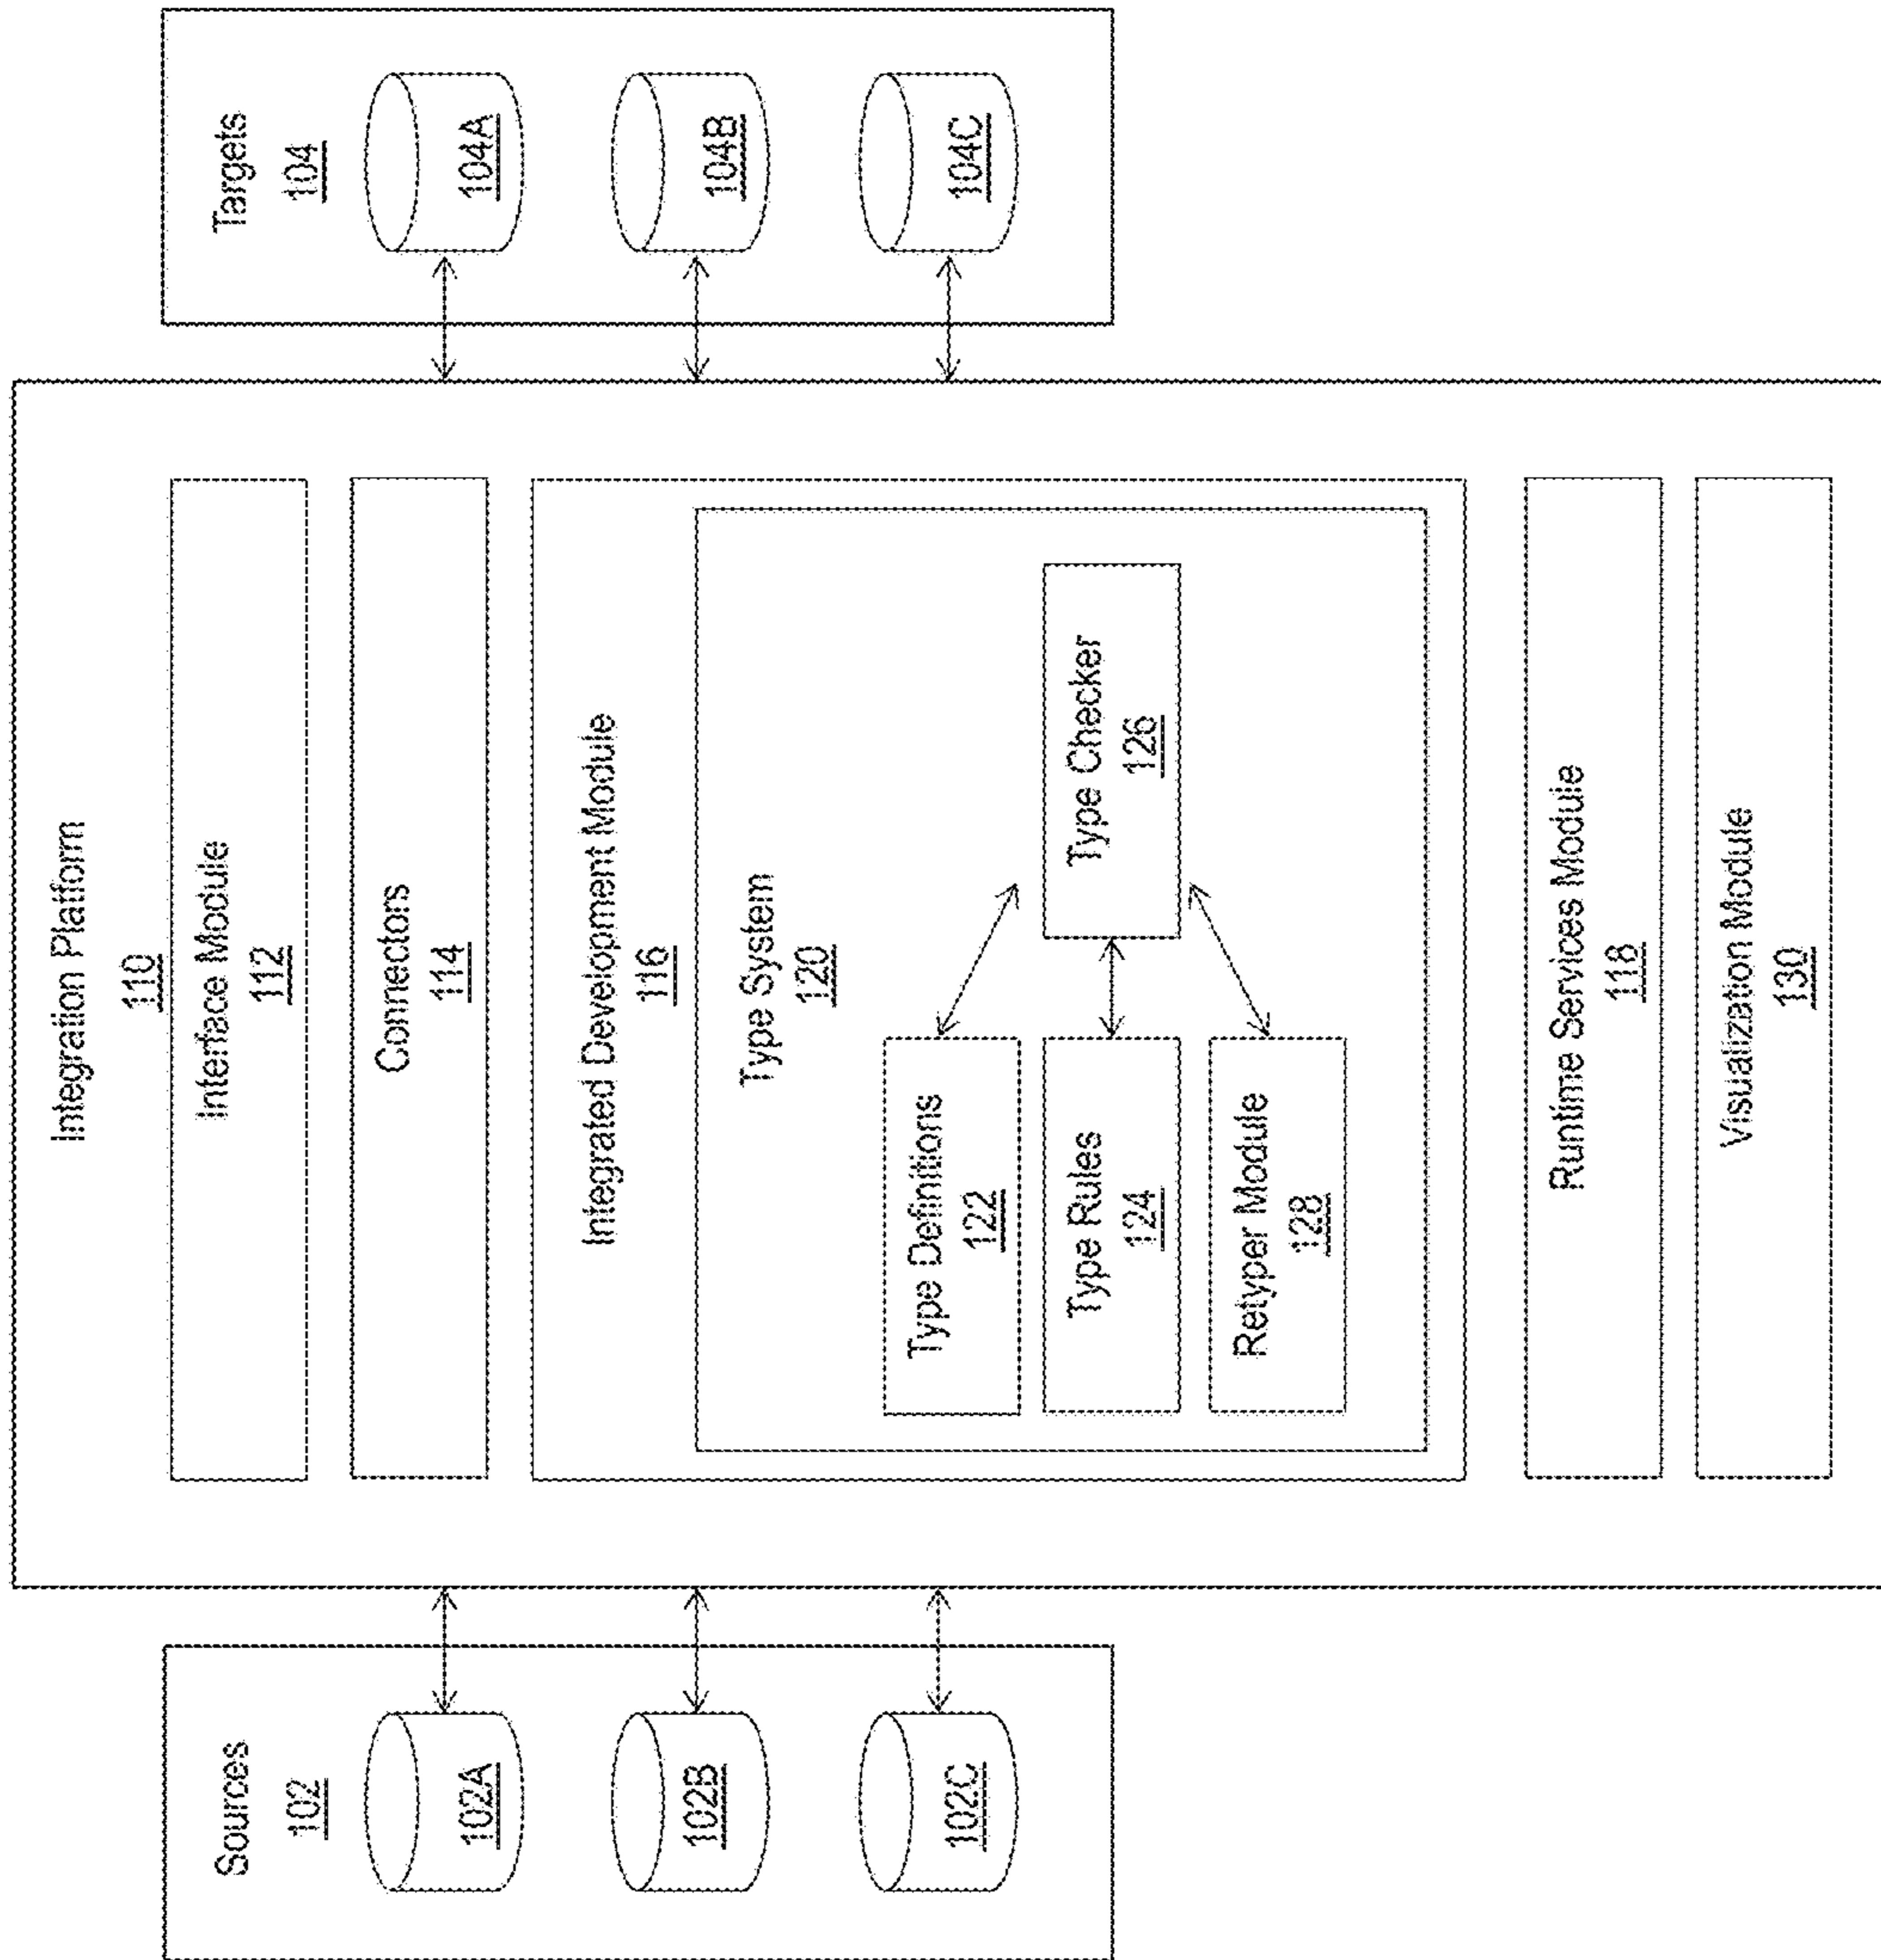 Sources
102
102A
102B
102C
Integration Platform
110
Interface Module
112
Connectors
114
Integrated Development Module
116
Type System
120
Type Definitions
122
Type Rules
124
Retyper Module
128
Type Checker
126
Runtime Services Module
118
Visualization Module
130
Targets
104
104A
104B
104C